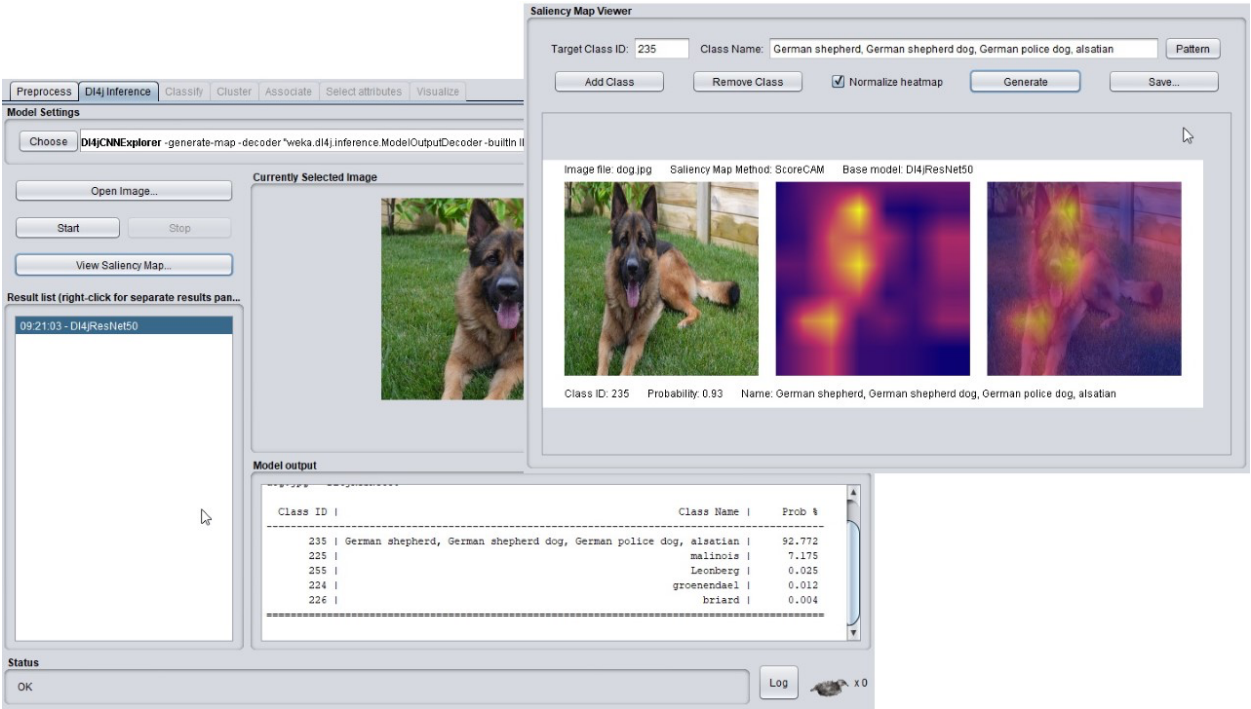 Saliency Map Viewer
Target Class ID: 235 Class Name: German shepherd, German shepherd dog, German police dog, alsatian Pattern
Add Class Remove Class Normalize heatmap Generate Save...
Image file: dog.jpg Saliency Map Method: ScoreCAM Base model: Dl4jResNet50
Class ID: 235 Probability: 0.93 Name: German shepherd, German shepherd dog, German police dog, alsatian
Preprocess Dl4j Inference Classify Cluster Associate Select attributes Visualize
Model Settings
Choose Dl4jCNNExplorer -generate-map -decoder "weka.dl4j.inference.ModelOutputDecoder -builtIn
Open Image...
Start Stop
View Saliency Map...
Result list (right-click for separate results pan...
09:21:03 - Dl4jResNet50
Currently Selected Image
Model output
Class ID | Class Name | Prob %
235 | German shepherd, German shepherd dog, German police dog, alsatian | 92.772
225 | malinois | 7.175
255 | Leonberg | 0.025
224 | groenendael | 0.012
226 | briard | 0.004
Status
OK
Log x 0